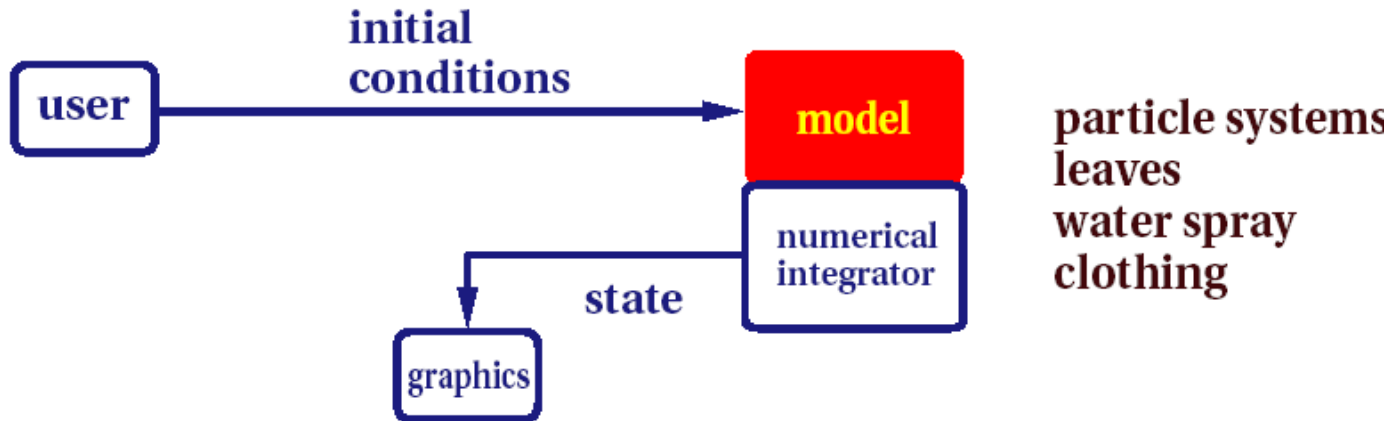 initial
conditions
user
model
particle systems
leaves
water spray
clothing
numerical
integrator
state
graphics